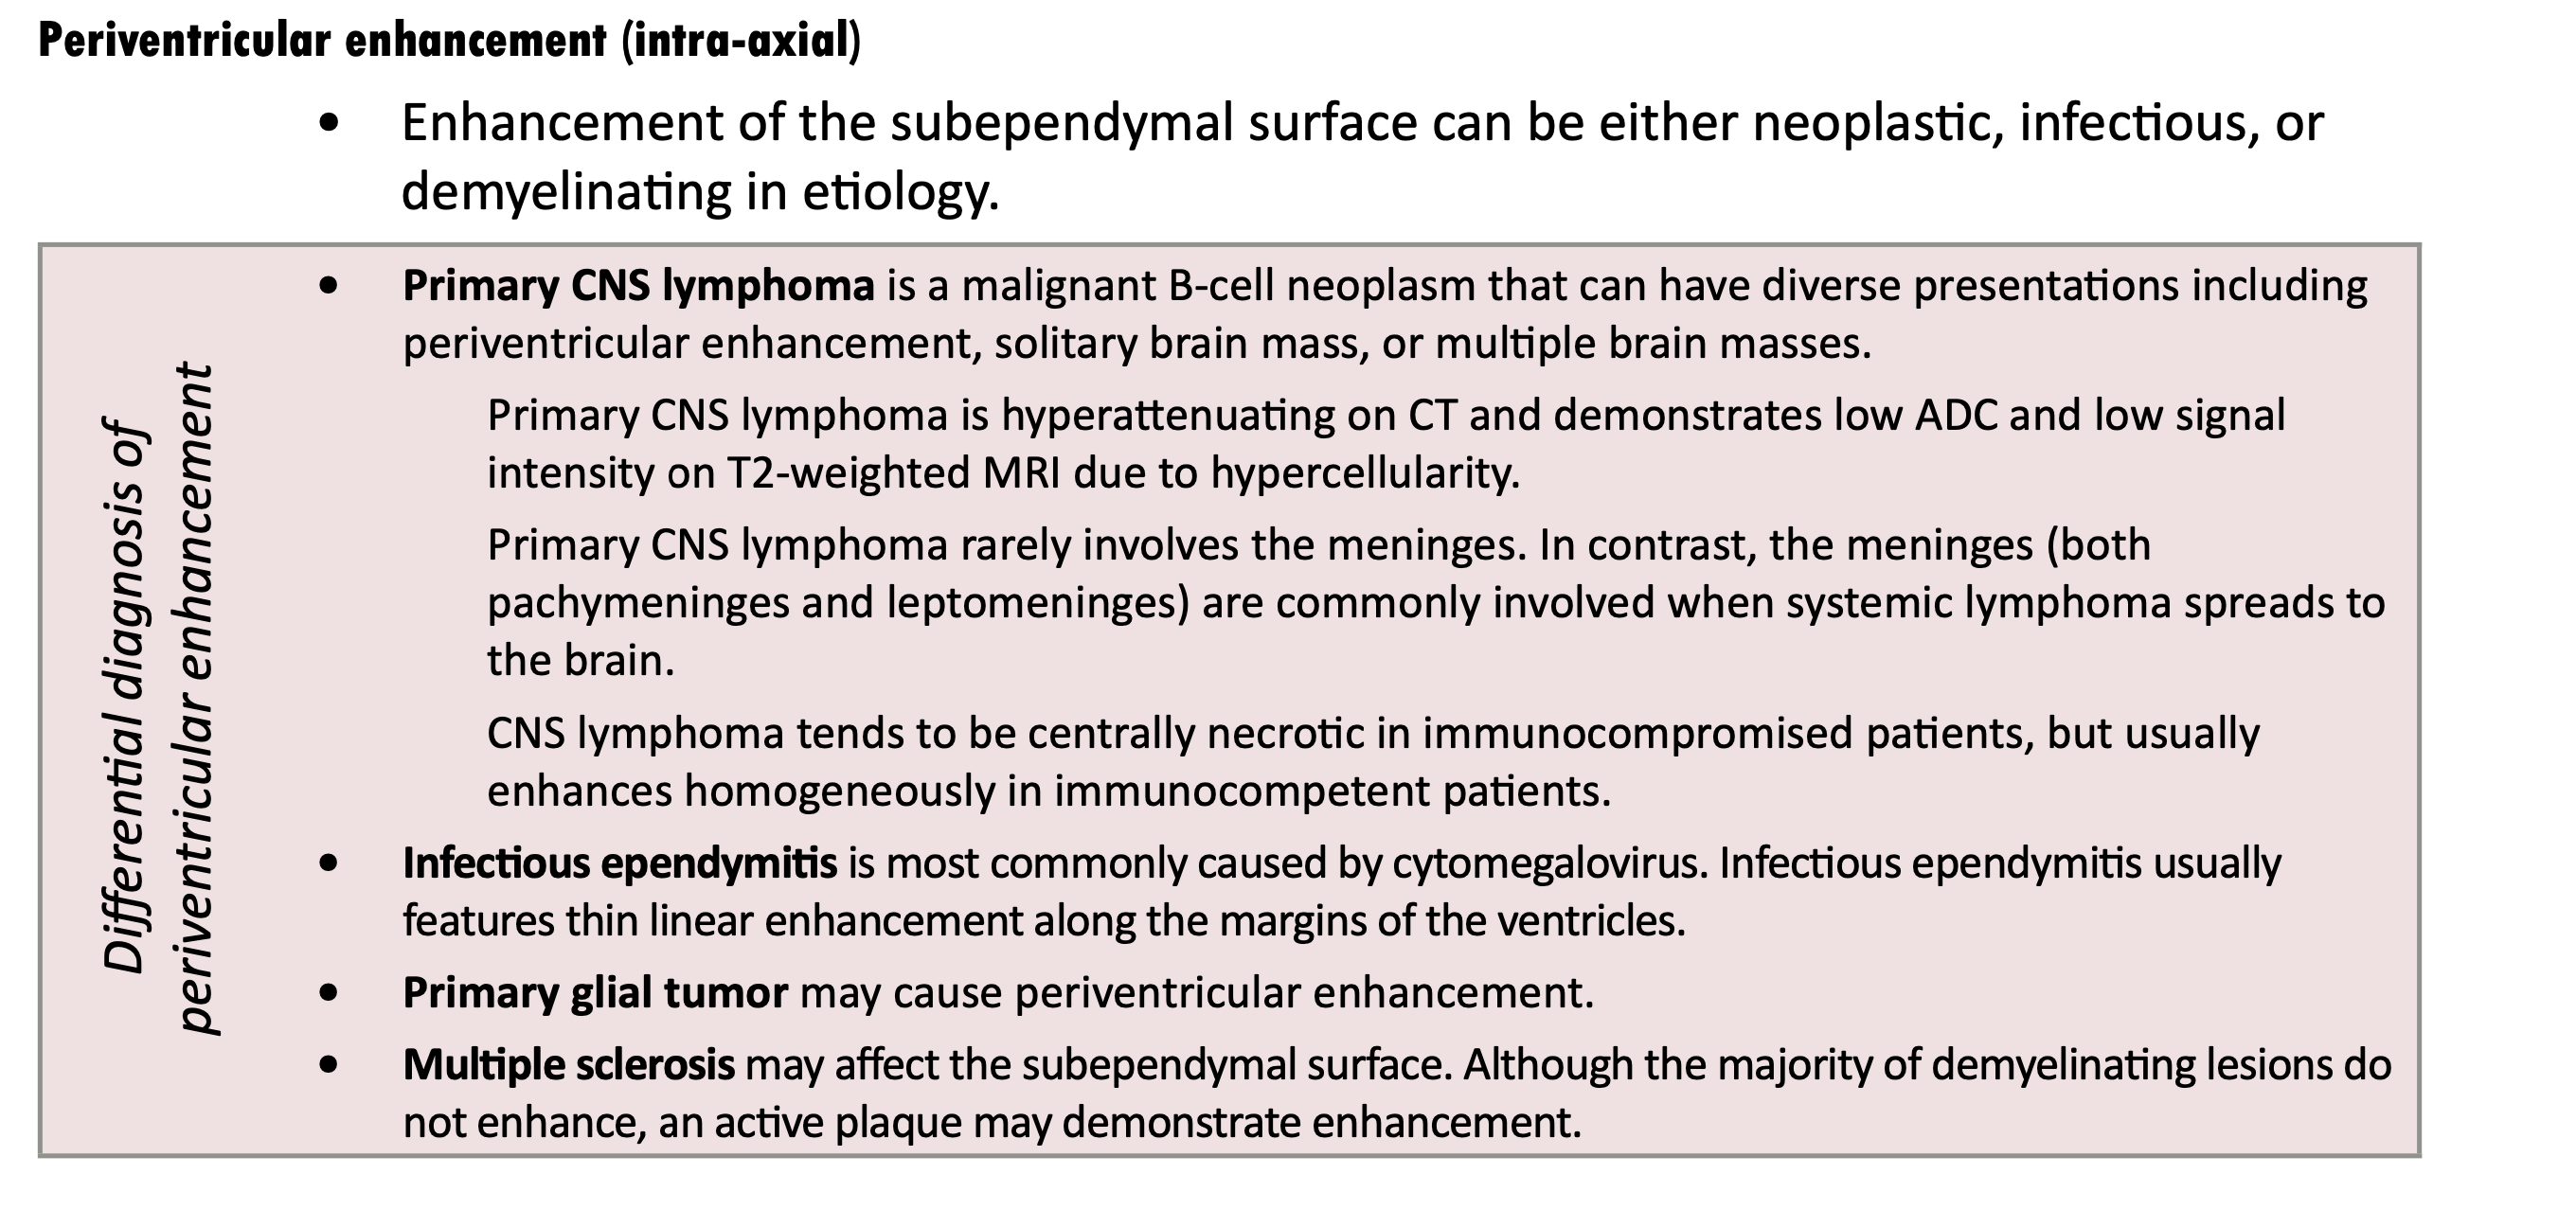 Periventricular enhancement (intra-axial)
• Enhancement of the subependymal surface can be either neoplastic, infectious, or
demyelinating in etiology.
Differential diagnosis of
periventricular enhancement
• Primary CNS lymphoma is a malignant B-cell neoplasm that can have diverse presentations including
periventricular enhancement, solitary brain mass, or multiple brain masses.
Primary CNS lymphoma is hyperattenuating on CT and demonstrates low ADC and low signal
intensity on T2-weighted MRI due to hypercellularity.
Primary CNS lymphoma rarely involves the meninges. In contrast, the meninges (both
pachymeninges and leptomeninges) are commonly involved when systemic lymphoma spreads to
the brain.
CNS lymphoma tends to be centrally necrotic in immunocompromised patients, but usually
enhances homogeneously in immunocompetent patients.
• Infectious ependymitis is most commonly caused by cytomegalovirus. Infectious ependymitis usually
features thin linear enhancement along the margins of the ventricles.
• Primary glial tumor may cause periventricular enhancement.
• Multiple sclerosis may affect the subependymal surface. Although the majority of demyelinating lesions do
not enhance, an active plaque may demonstrate enhancement.